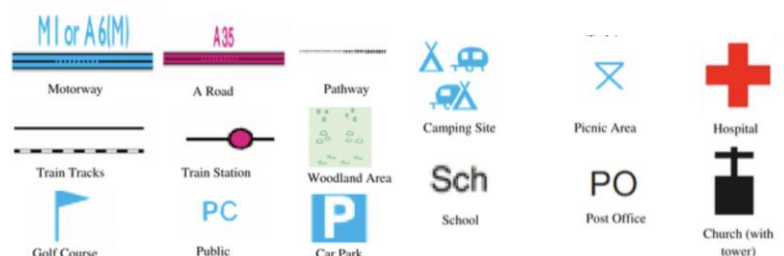 M1 or A6(M)
A35
Motorway
A Road
Pathway
Camping Site
Picnic Area
Hospital
Train Tracks
Train Station
Woodland Area
Sch
School
PO
Post Office
Church (with
tower)
PC
P
Golf Course
Public
Car Park